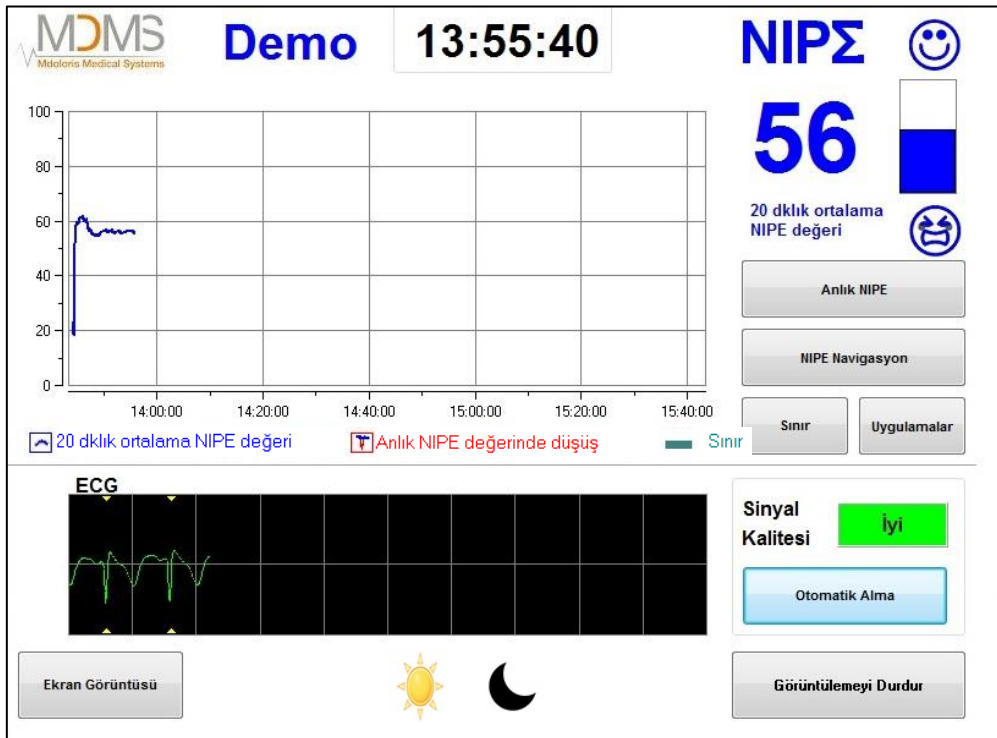 MDMS
Mdoloris Medical Systems
Demo
13:55:40
NIPΣ
56
20 dklık ortalama
NIPE değeri
100
80
60
40
20
0
14:00:00 14:20:00 14:40:00 15:00:00 15:20:00 15:40:00
20 dklık ortalama NIPE değeri Anlık NIPE değerinde düşüş Sınır
Anlık NIPE
NIPE Navigasyon
Sınır Uygulamalar
ECG
Sinyal
Kalitesi
İyi
Otomatik Alma
Ekran Görüntüsü
Görüntülemeyi Durdur